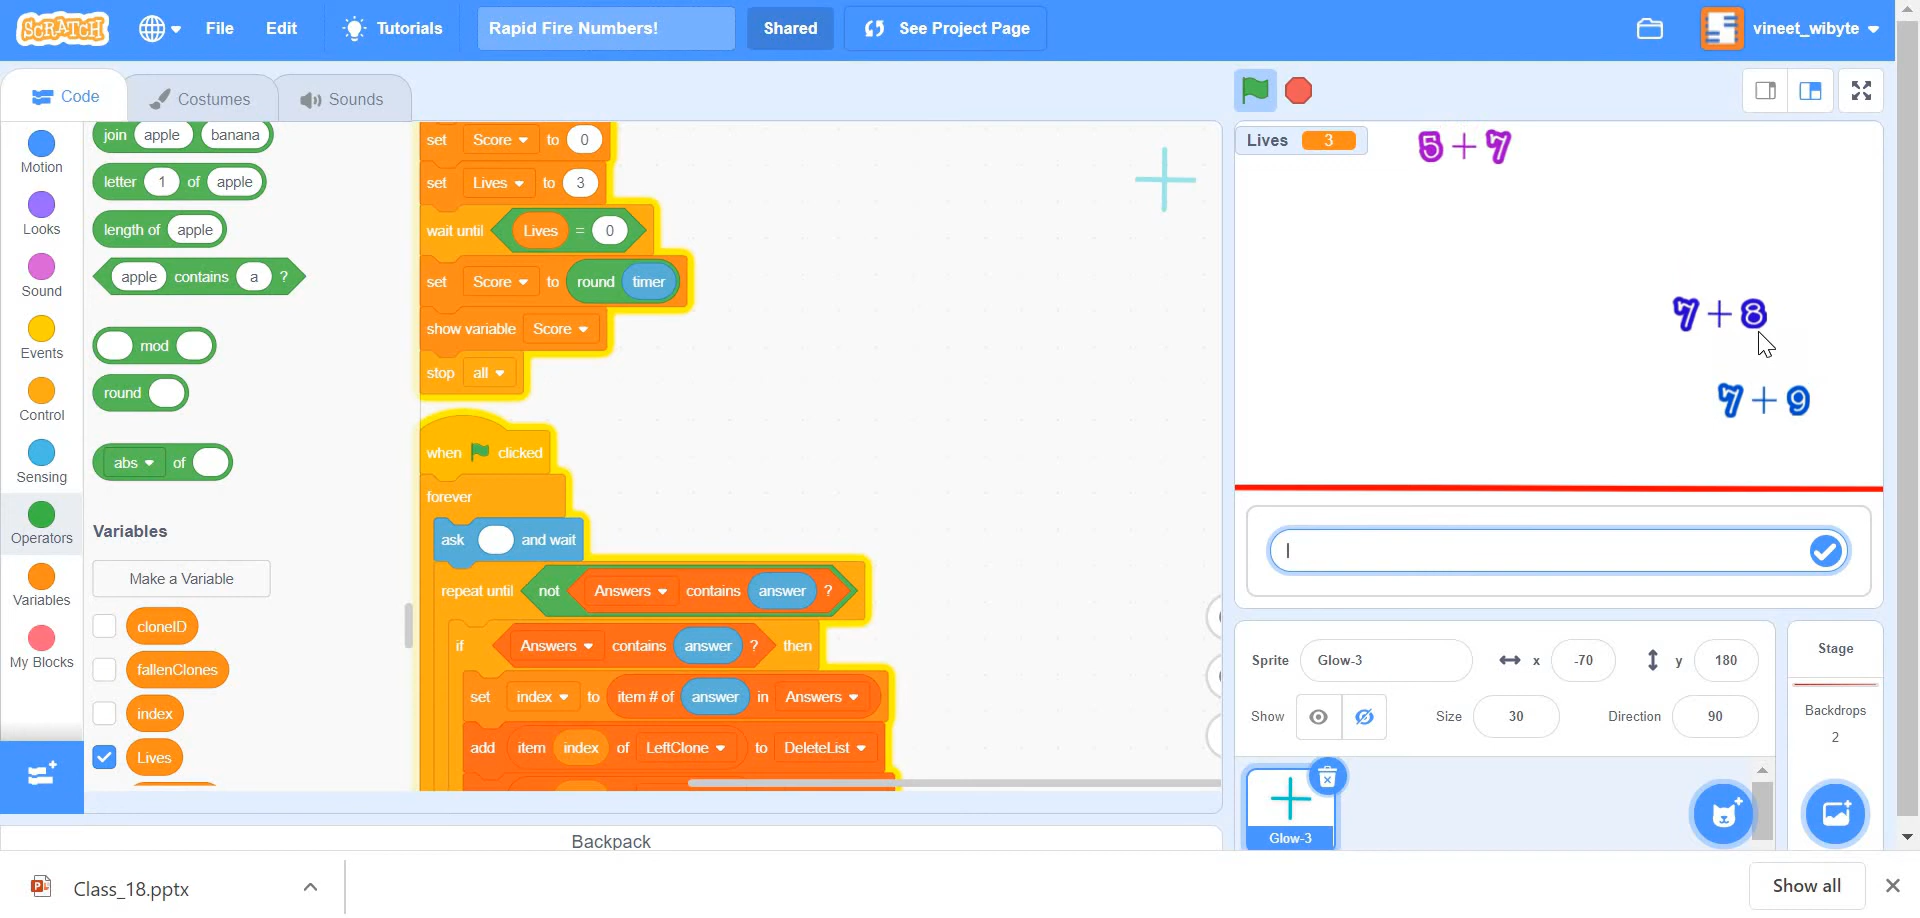 SCRATCH File Edit Tutorials Rapid Fire Numbers! Shared See Project Page vineet_wibyte
Code Costumes Sounds
Motion
Looks
Sound
Events
Control
Sensing
Operators
Variables
My Blocks
join apple banana
letter 1 of apple
length of apple
apple contains a ?
mod
round
abs of
Variables
Make a Variable
cloneID
fallenClones
index
Lives
set Score to 0
set Lives to 3
wait until Lives = 0
set Score to round timer
show variable Score
stop all
when clicked
forever
ask and wait
repeat until not Answers contains answer ?
if Answers contains answer ? then
set index to item # of answer in Answers
add item index of LeftClone to DeleteList
Lives 3
5+7
7+8
7+9
Sprite Glow-3 x -70 y 180
Show Size 30 Direction 90
Glow-3
Stage
Backdrops
2
Backpack
Class_18.pptx Show all